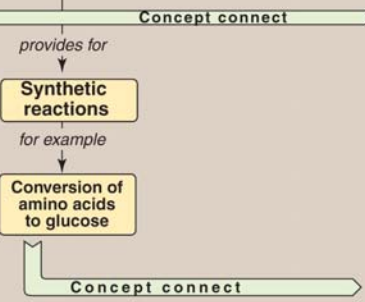 Concept connect
provides for
Synthetic
reactions
for example
Conversion of
amino acids
to glucose
Concept connect